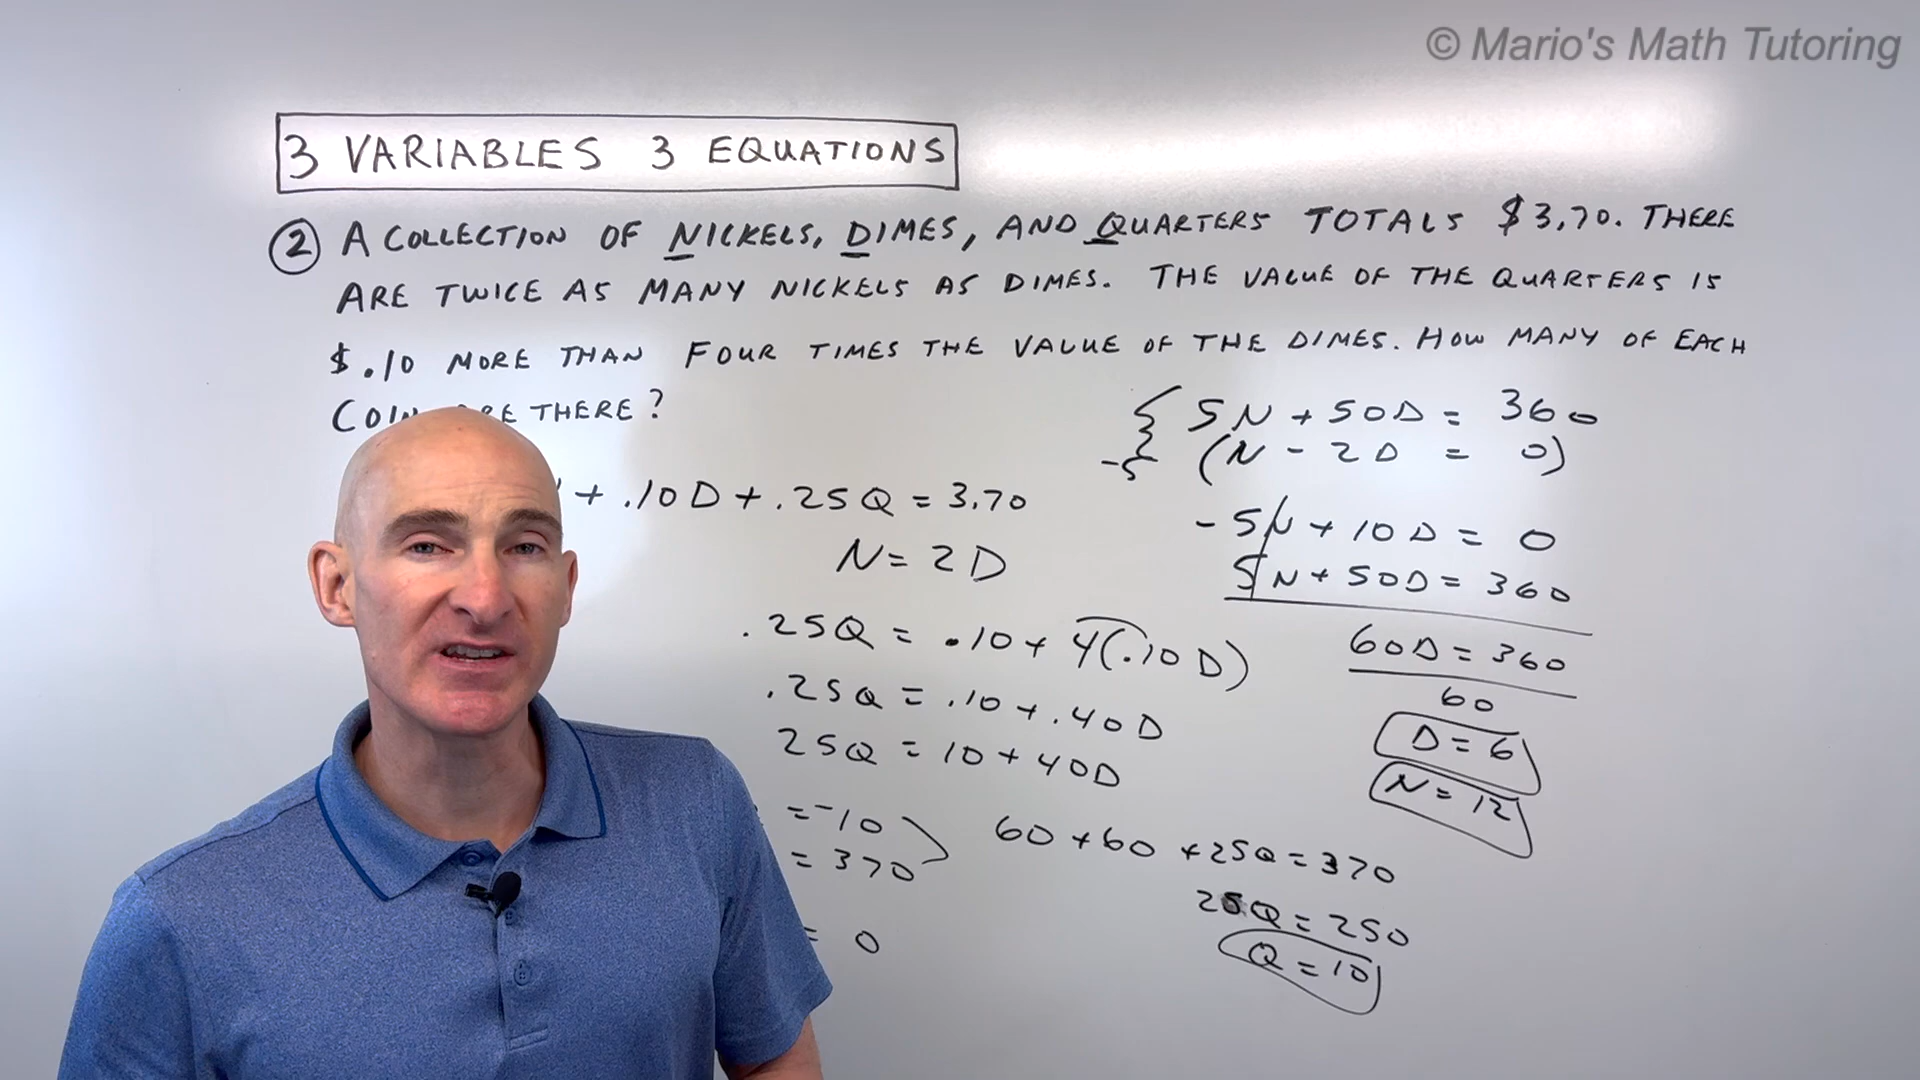 © Mario's Math Tutoring
3 VARIABLES 3 EQUATIONS
② A COLLECTION OF NICKELS, DIMES, AND QUARTERS TOTALS $3.70. THERE
ARE TWICE AS MANY NICKELS AS DIMES. THE VALUE OF THE QUARTERS IS
$.10 MORE THAN FOUR TIMES THE VALUE OF THE DIMES. HOW MANY OF EACH
THERE?
+ .10D + .25Q = 3.70
N = 2D
.25Q = .10 + 4(.10D)
.25Q = .10 + .40D
25Q = 10 + 40D
= -10
= 370
= 0
5N + 50D = 360
-5 (N - 2D = 0)
-5N + 10D = 0
5N + 50D = 360
60D = 360
60
D = 6
N = 12
60 + 60 + 25Q = 370
25Q = 250
Q = 10